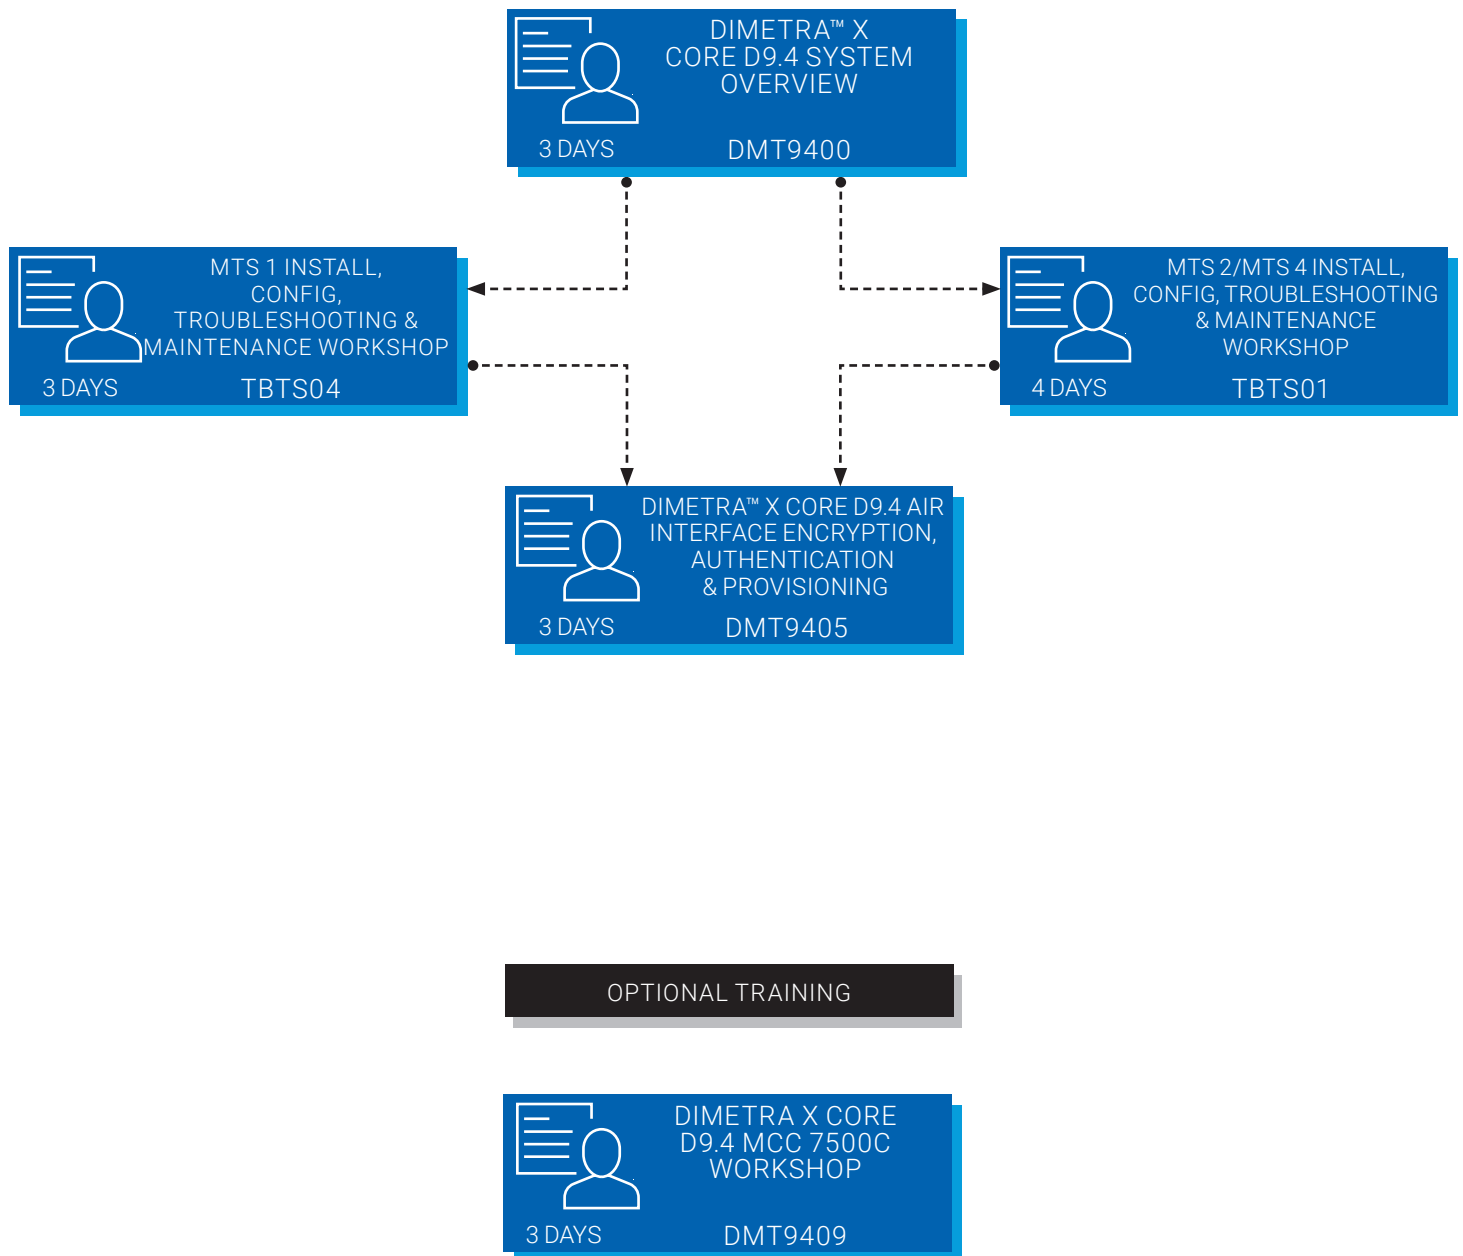 DIMETRA™ X
CORE D9.4 SYSTEM
OVERVIEW
3 DAYS
DMT9400
MTS 1 INSTALL,
CONFIG,
TROUBLESHOOTING &
MAINTENANCE WORKSHOP
3 DAYS
TBTS04
MTS 2/MTS 4 INSTALL,
CONFIG, TROUBLESHOOTING
& MAINTENANCE
WORKSHOP
4 DAYS
TBTS01
DIMETRA™ X CORE D9.4 AIR
INTERFACE ENCRYPTION,
AUTHENTICATION
& PROVISIONING
3 DAYS
DMT9405
OPTIONAL TRAINING
DIMETRA X CORE
D9.4 MCC 7500C
WORKSHOP
3 DAYS
DMT9409